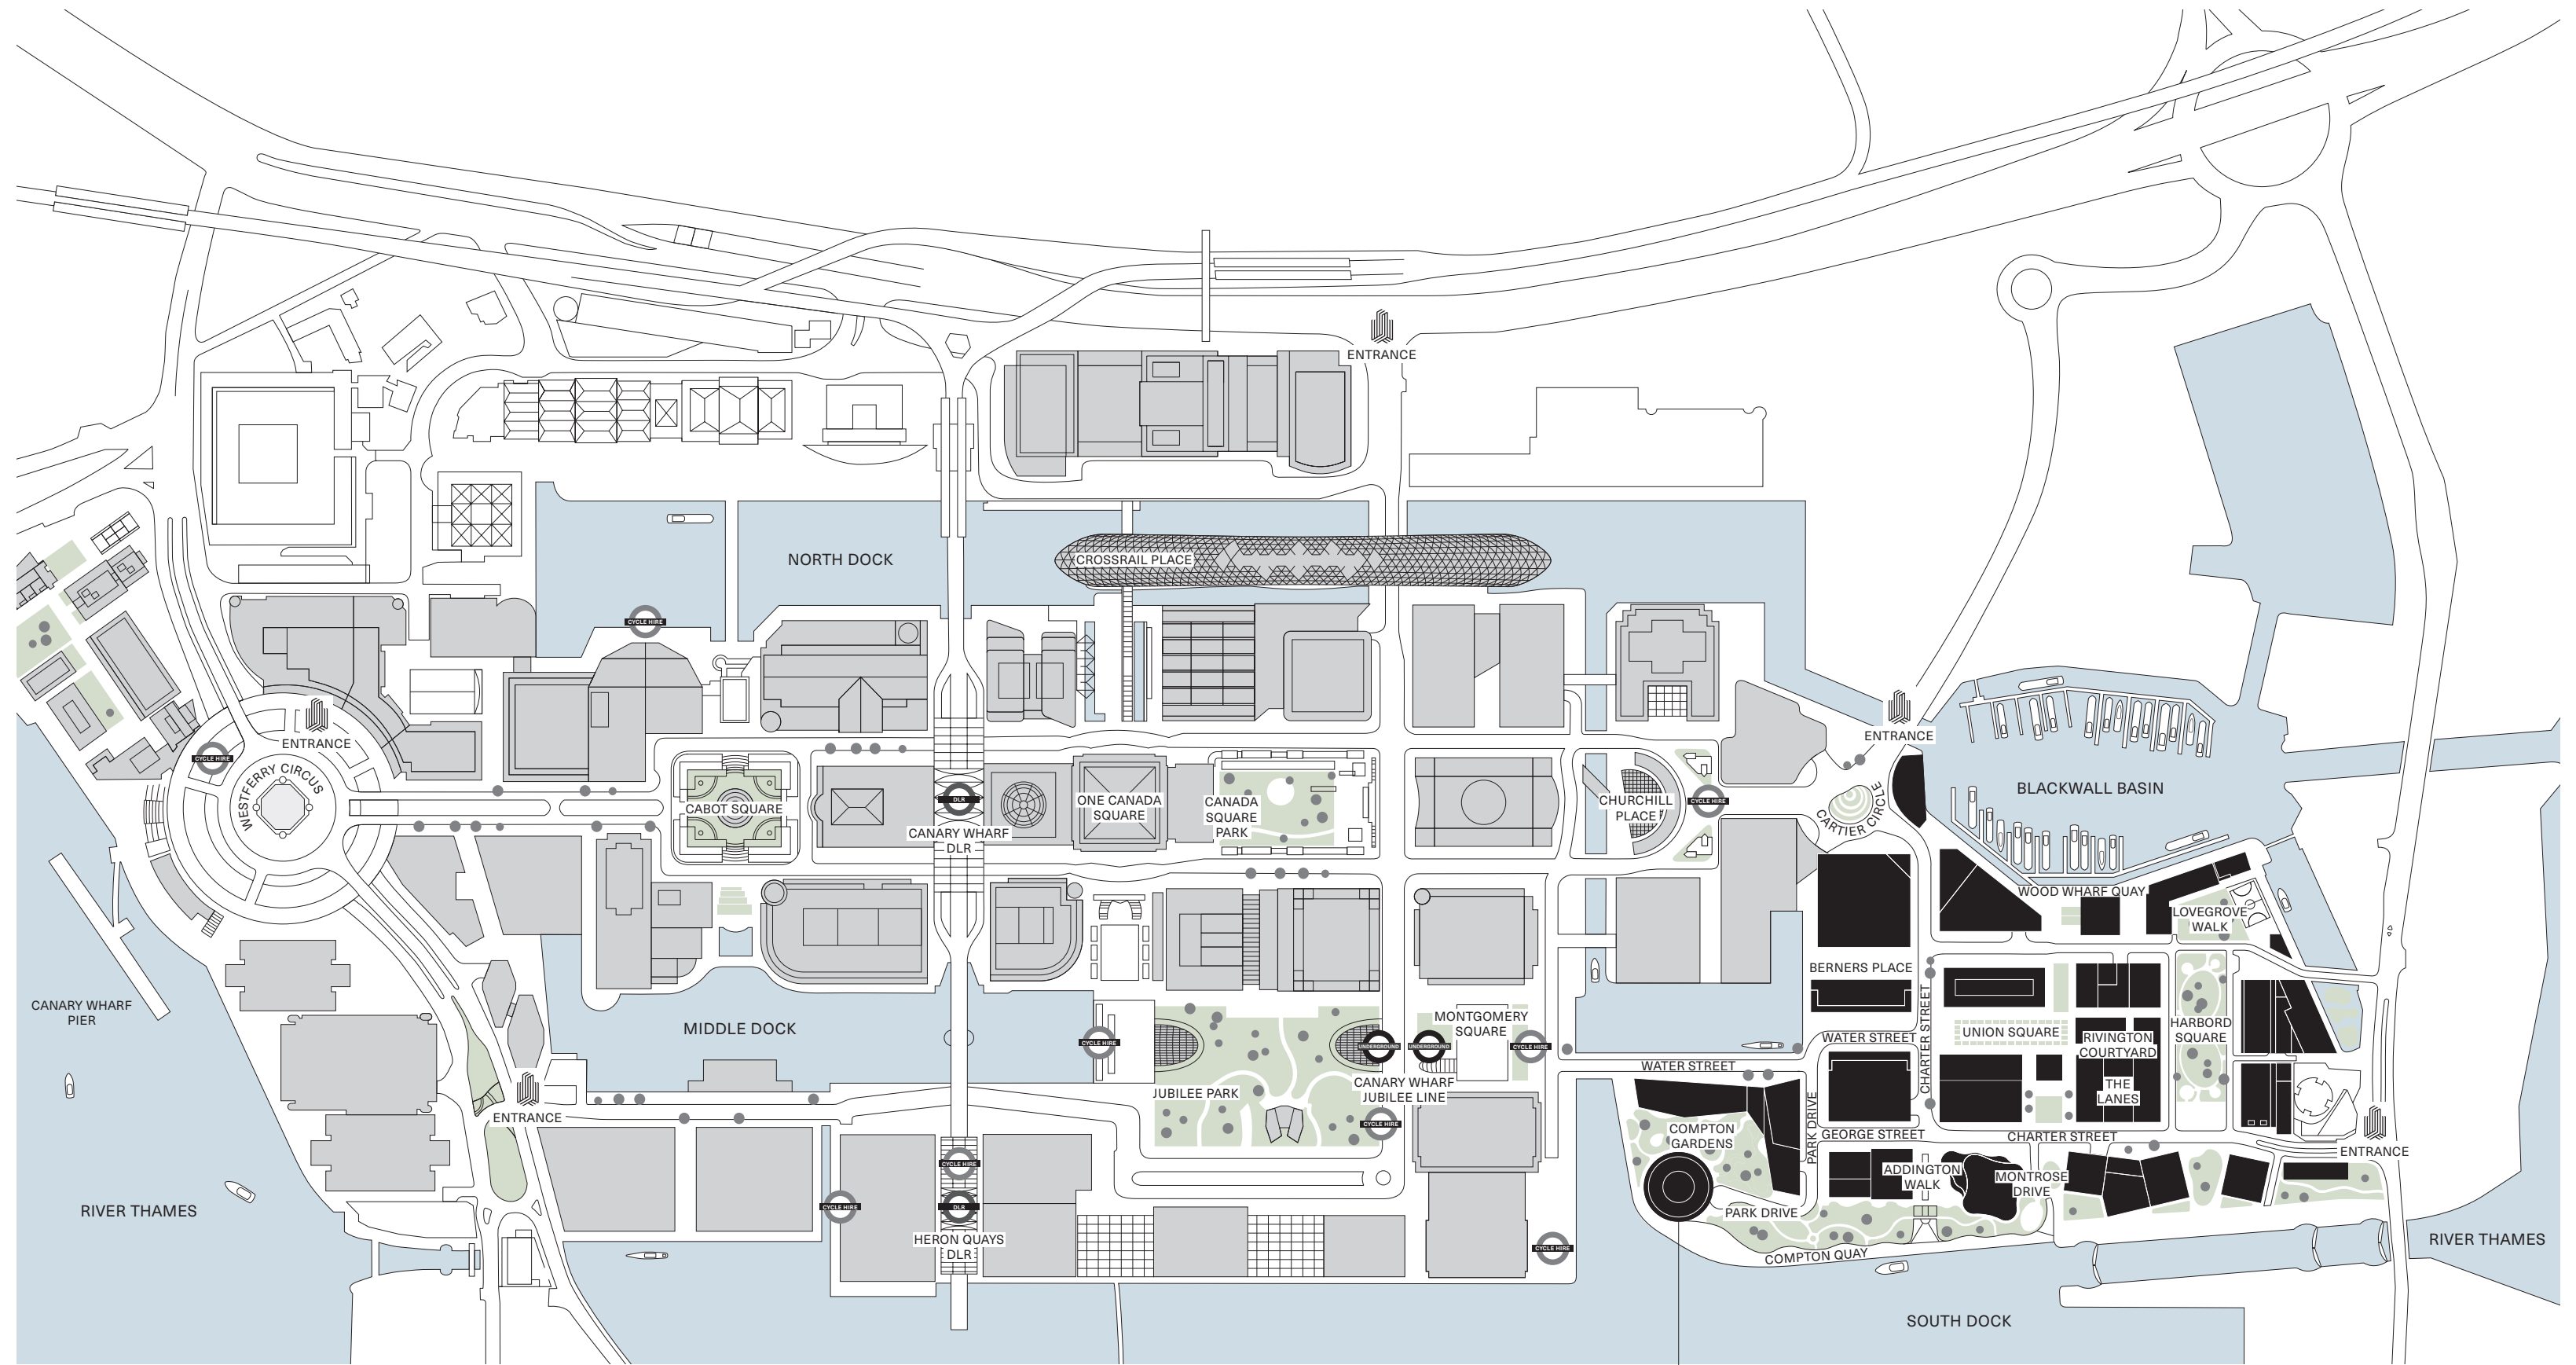 ENTRANCE
NORTH DOCK
CROSSRAIL PLACE
CYCLE HIRE
ENTRANCE
ENTRANCE
CYCLE HIRE
WESTFERRY CIRCUS
CABOT SQUARE
DLR
CANARY WHARF
DLR
ONE CANADA
SQUARE
CANADA
SQUARE
PARK
CHURCHILL
PLACE
CYCLE HIRE
CARTIER CIRCLE
BLACKWALL BASIN
WOOD WHARF QUAY
LOVEGROVE
WALK
BERNERS PLACE
CANARY WHARF
PIER
MIDDLE DOCK
CYCLE HIRE
UNDERGROUND
UNDERGROUND
MONTGOMERY
SQUARE
CYCLE HIRE
WATER STREET
WATER STREET
CHARTER STREET
UNION SQUARE
RIVINGTON
COURTYARD
HARBORD
SQUARE
THE
LANES
CANARY WHARF
JUBILEE LINE
JUBILEE PARK
CYCLE HIRE
ENTRANCE
COMPTON
GARDENS
PARK DRIVE
GEORGE STREET
CHARTER STREET
ENTRANCE
ADDINGTON
WALK
MONTROSE
DRIVE
CYCLE HIRE
CYCLE HIRE
DLR
HERON QUAYS
DLR
PARK DRIVE
CYCLE HIRE
COMPTON QUAY
RIVER THAMES
RIVER THAMES
SOUTH DOCK